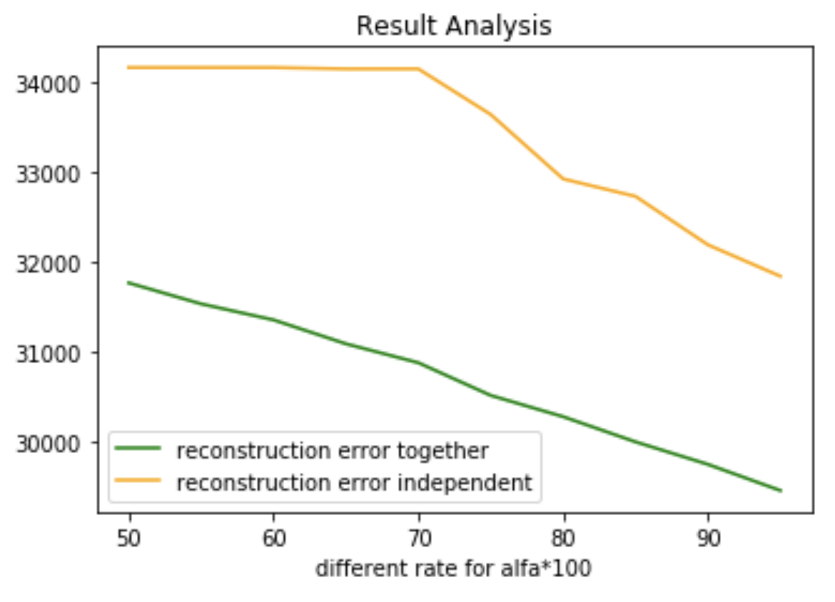 Result Analysis
34000
33000
32000
31000
30000
reconstruction error together
reconstruction error independent
50 60 70 80 90
different rate for alfa*100